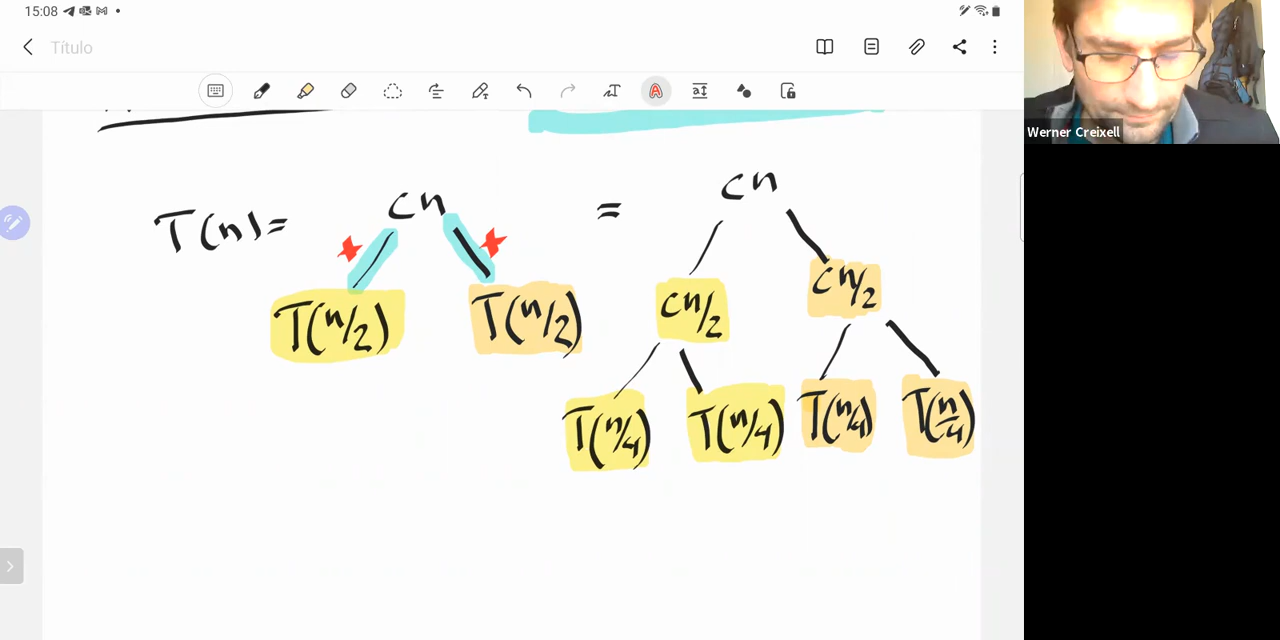 15:08
Título
Werner Creixell
T(n)= cn = cn
T(n/2) T(n/2) cn/2 cn/2
T(n/4) T(n/4) T(n/4) T(n/4)